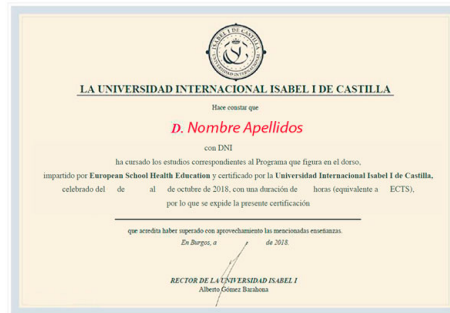 LA UNIVERSIDAD INTERNACIONAL ISABEL I DE CASTILLA
Hace constar que
D. Nombre Apellidos
con DNI
ha cursado los estudios correspondientes al Programa que figura en el dorso,
impartido por European School Health Education y certificado por la Universidad Internacional Isabel I de Castilla,
celebrado del de al de octubre de 2018, con una duración de horas (equivalente a ECTS),
por lo que se expide la presente certificación
que acredita haber superado con aprovechamiento las mencionadas enseñanzas.
En Burgos, a de 2018.
RECTOR DE LA UNIVERSIDAD ISABEL I
Alberto Gómez Barahona